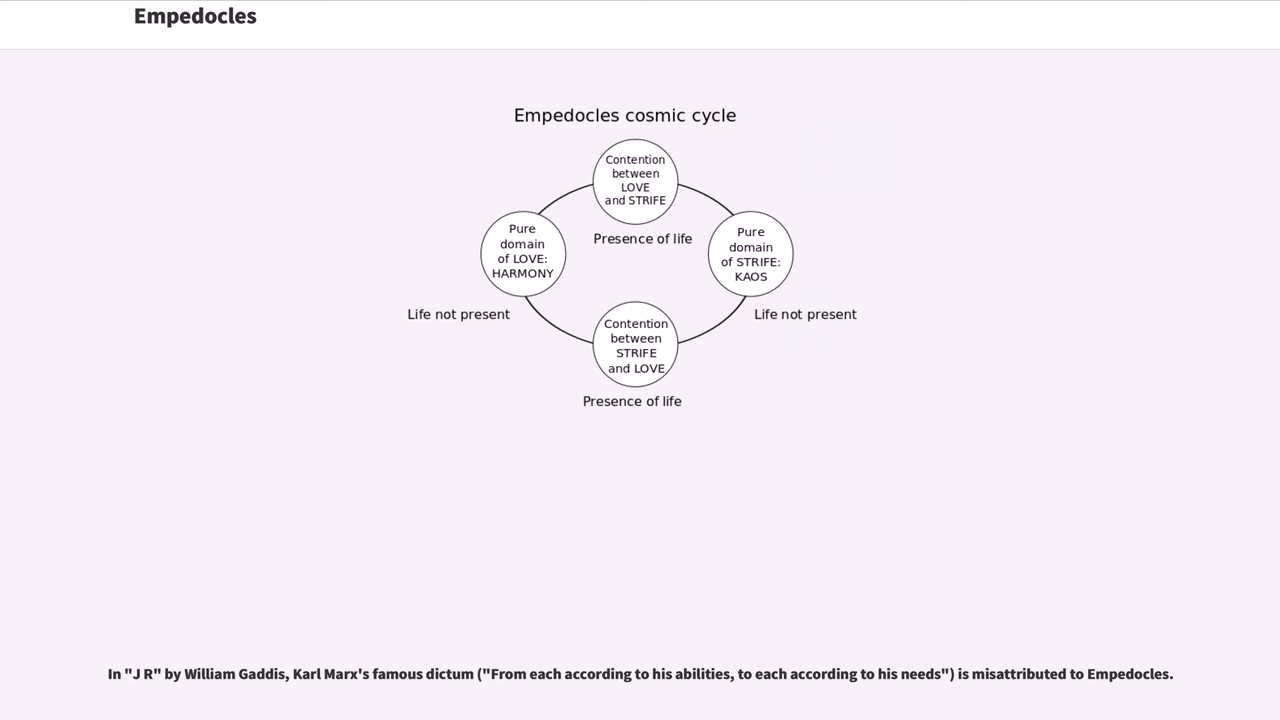 Empedocles
Empedocles cosmic cycle
Contention
between
LOVE
and STRIFE
Presence of life
Pure
domain
of LOVE:
HARMONY
Life not present
Pure
domain
of STRIFE:
KAOS
Life not present
Contention
between
STRIFE
and LOVE
Presence of life
In "J R" by William Gaddis, Karl Marx's famous dictum ("From each according to his abilities, to each according to his needs") is misattributed to Empedocles.